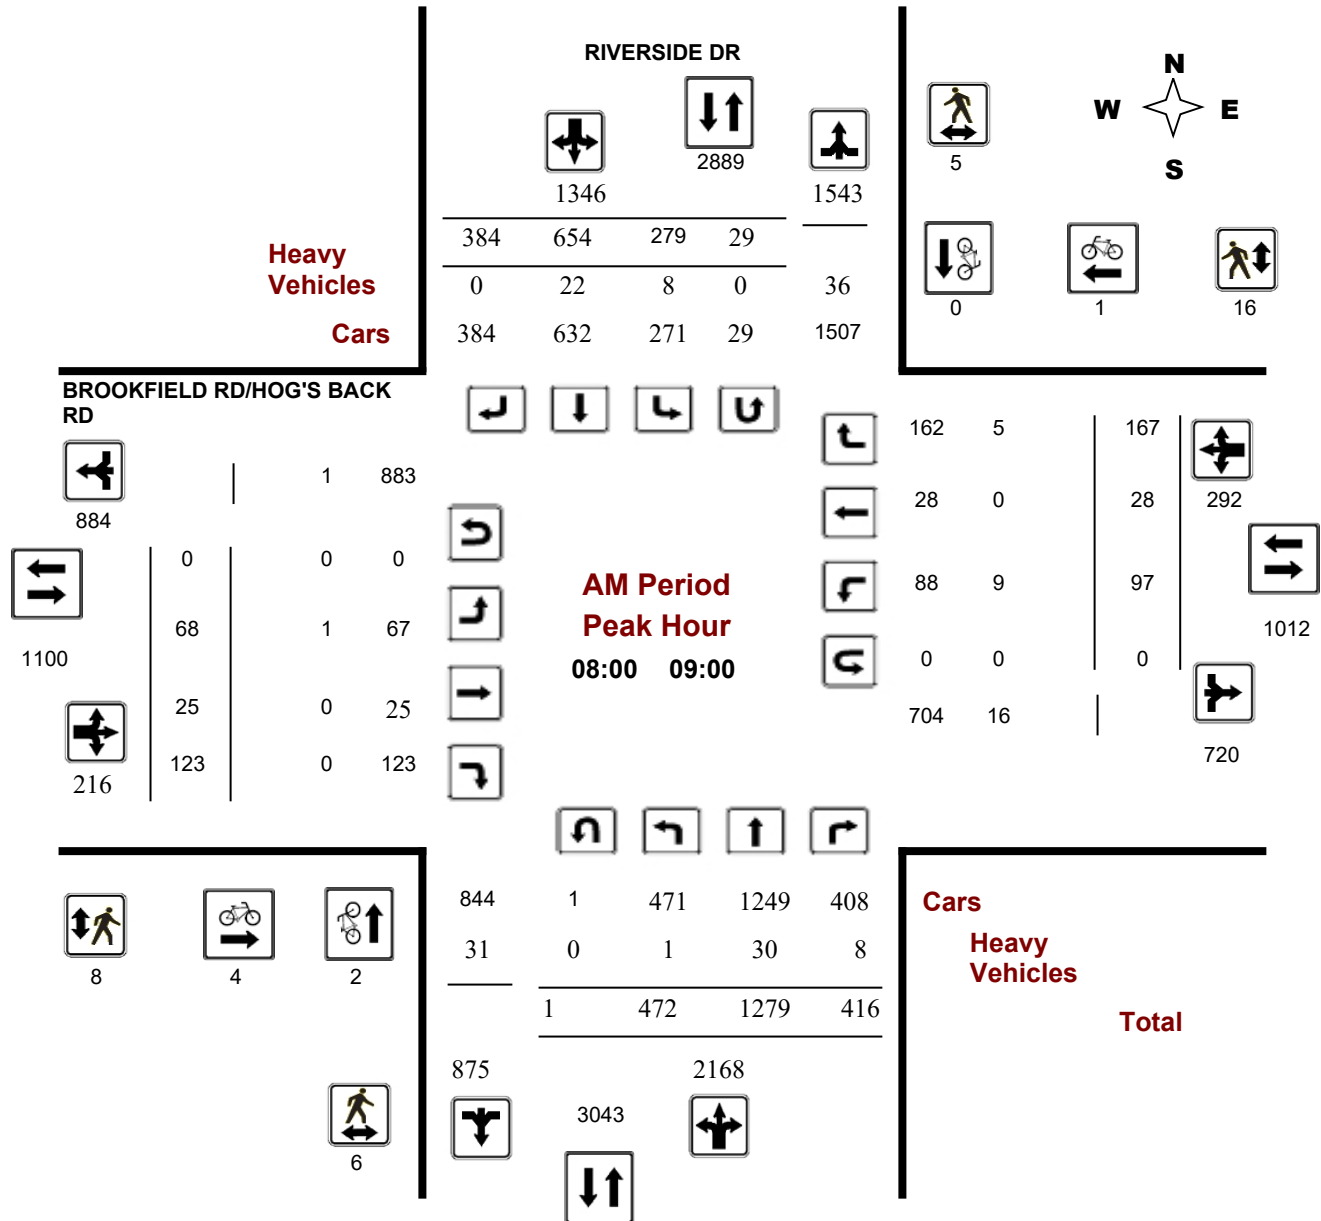 RIVERSIDE DR
N
W E
S
2889
5
1346 1543
384 654 279 29
Heavy
Vehicles
0 22 8 0 36
Cars
384 632 271 29 1507
0 1 16
BROOKFIELD RD/HOG'S BACK
RD
162 5 167
1 883
884
28 0 28 292
0 0 0
AM Period
88 9 97
Peak Hour
68 1 67
1012
1100
08:00 09:00
0 0 0
25 0 25
704 16
720
123 0 123
216
844 1 471 1249 408
Cars
31 0 1 30 8
Heavy
Vehicles
8 4 2
1 472 1279 416
Total
875 2168
3043
6